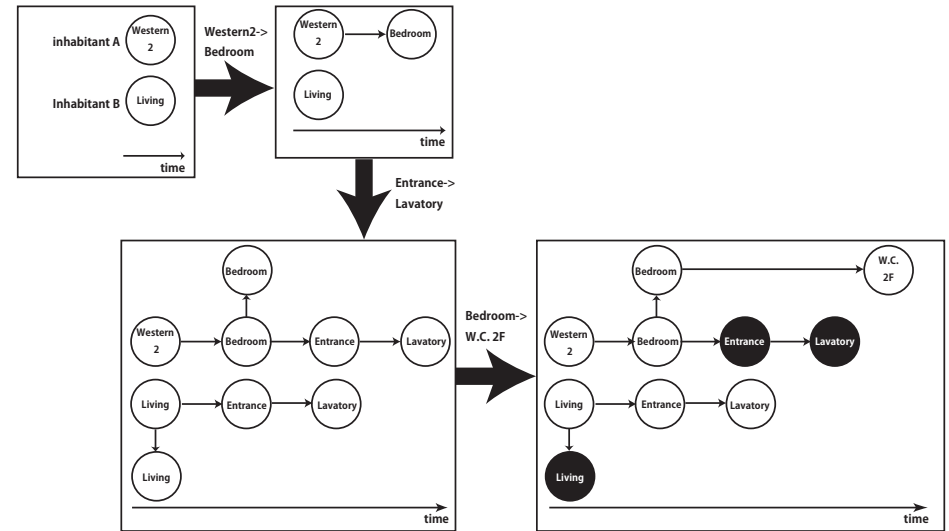 inhabitant A
Western
2
Inhabitant B
Living
time
Western2->
Bedroom
Western
2
Bedroom
Living
time
Entrance->
Lavatory
Bedroom
Western
2
Bedroom
Entrance
Lavatory
Living
Entrance
Lavatory
Living
time
Bedroom->
W.C. 2F
Bedroom
W.C.
2F
Western
2
Bedroom
Entrance
Lavatory
Living
Entrance
Lavatory
Living
time